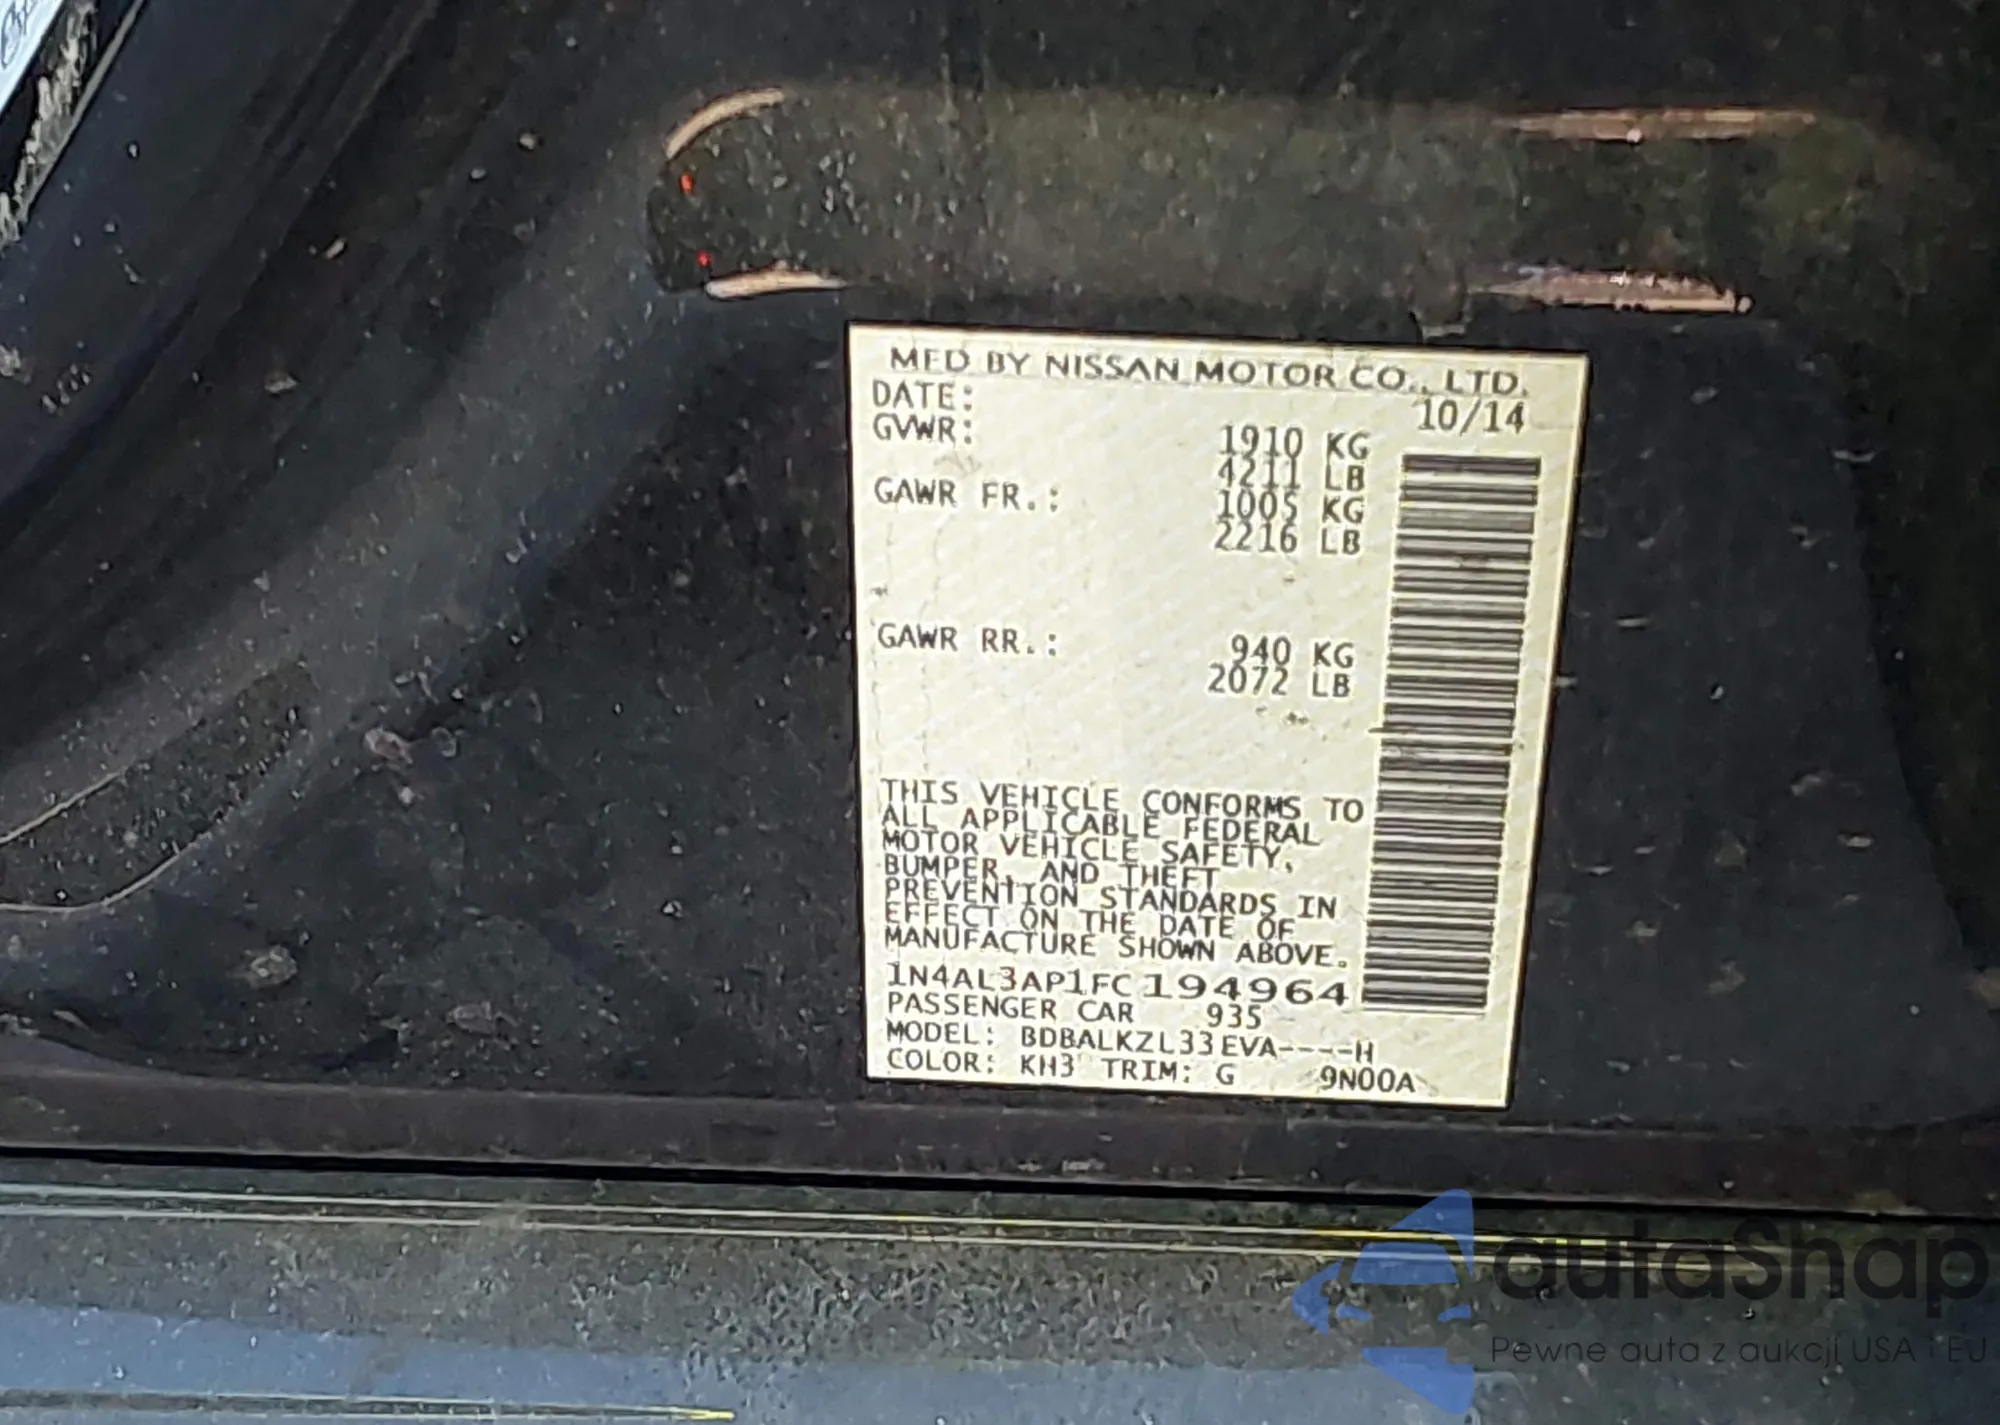 MFD BY NISSAN MOTOR CO., LTD.
DATE: 10/14
GVWR: 1910 KG
4211 LB
GAWR FR.: 1005 KG
2216 LB
GAWR RR.: 940 KG
2072 LB
THIS VEHICLE CONFORMS TO
ALL APPLICABLE FEDERAL
MOTOR VEHICLE SAFETY,
BUMPER, AND THEFT
PREVENTION STANDARDS IN
EFFECT ON THE DATE OF
MANUFACTURE SHOWN ABOVE.
1N4AL3AP1FC194964
PASSENGER CAR 935
MODEL: BDBALKZL33EVA----H
COLOR: KH3 TRIM: G 9N00A
autaSnap
Pewne auta z aukcji USA i EU